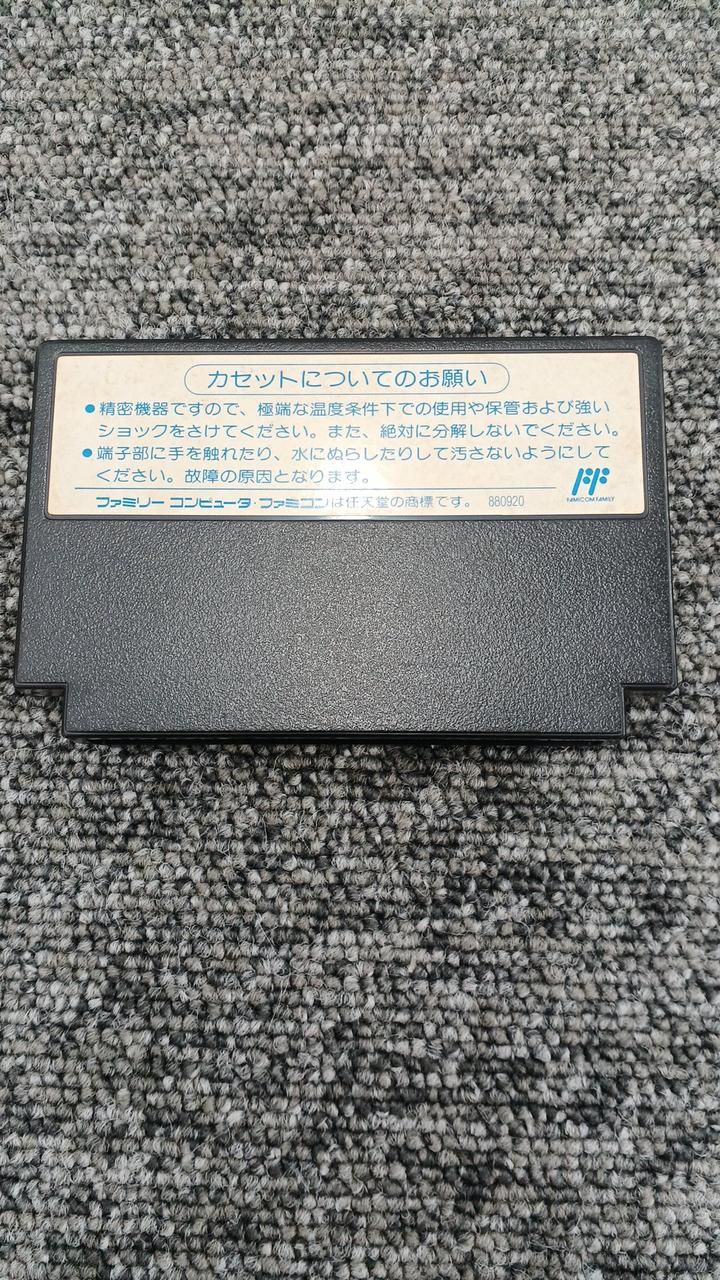 カセットについてのお願い
●精密機器ですので、極端な温度条件下での使用や保管および強い
ショックをさけてください。また、絶対に分解しないでください。
●端子部に手を触れたり、水にぬらしたりして汚さないようにして
ください。故障の原因となります。
ファミリー コンピュータ・ファミコンは任天堂の商標です。 880920
FAMICOM FAMILY